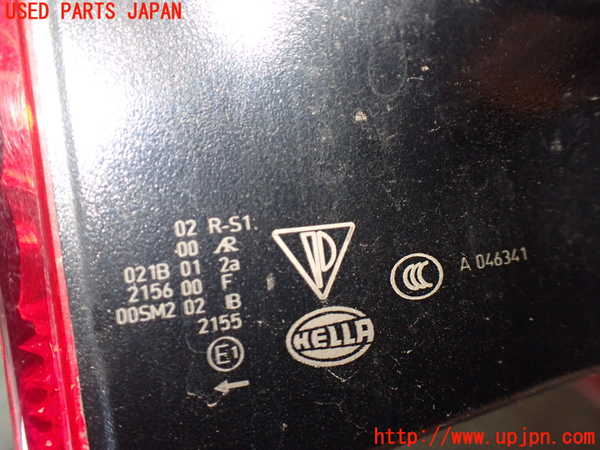 USED PARTS JAPAN
02 R-S1
00 AR
021B 01 2a
2156 00 F
00SM2 02 B
2155
E1
HELLA
CCC
A 046341
http://www.upjpn.com/